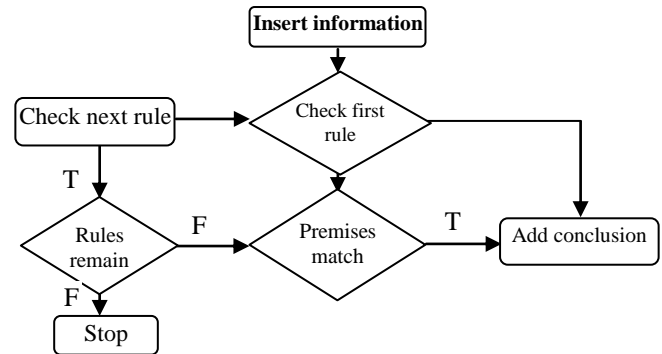 Insert information
Check next rule
Check first
rule
T
Rules
remain
F
Premises
match
T
Add conclusion
F
Stop